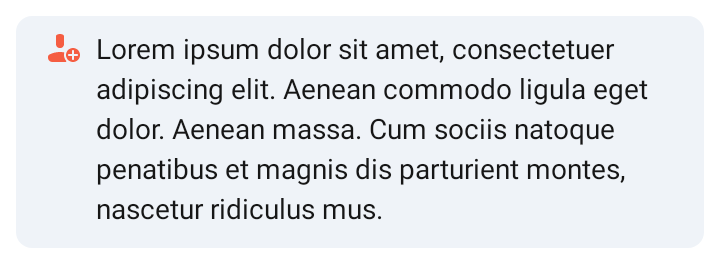 Lorem ipsum dolor sit amet, consectetuer
adipiscing elit. Aenean commodo ligula eget
dolor. Aenean massa. Cum sociis natoque
penatibus et magnis dis parturient montes,
nascetur ridiculus mus.